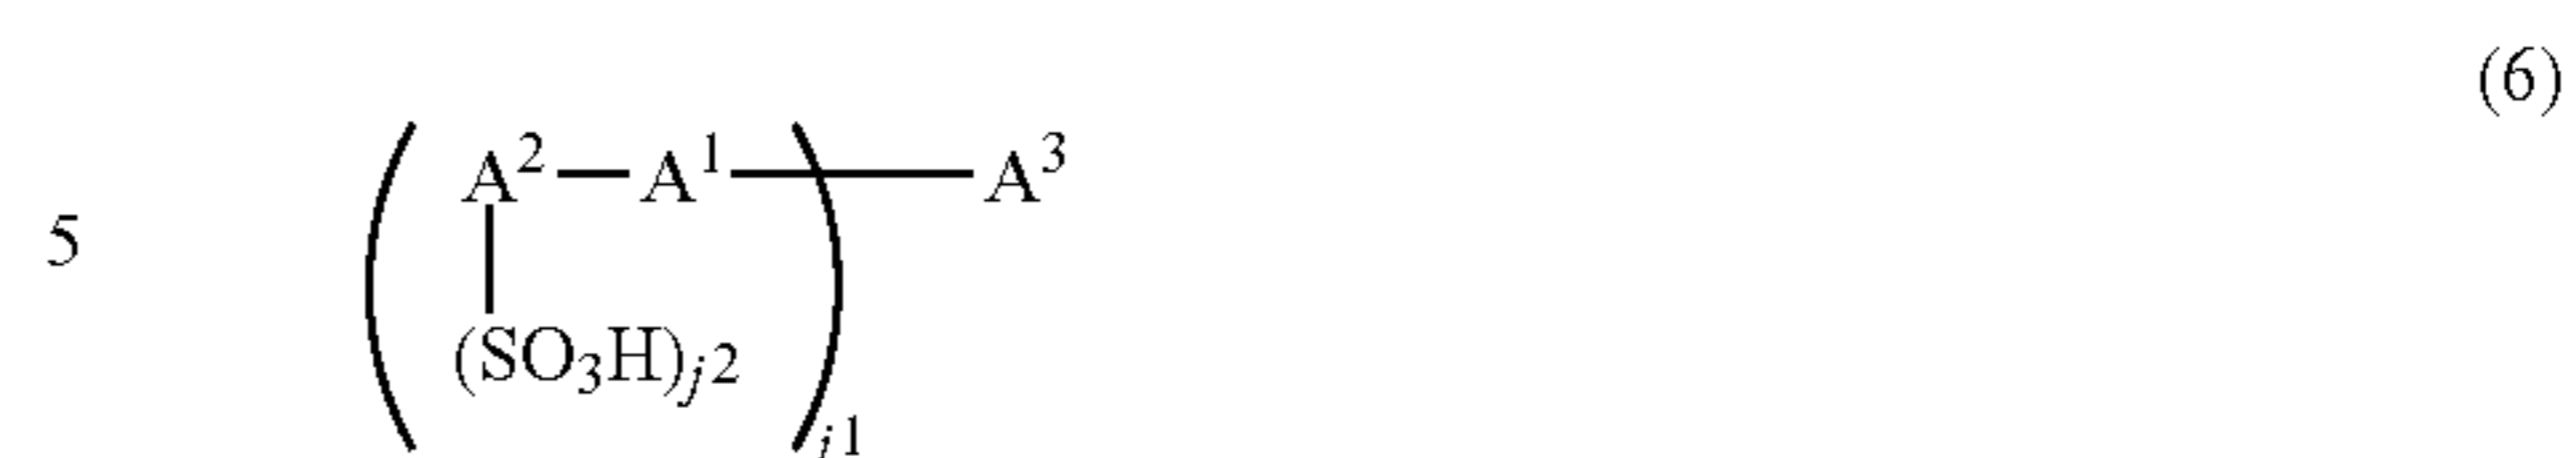 (6)
A² — A¹ — A³
5
(SO₃H)j2
j1